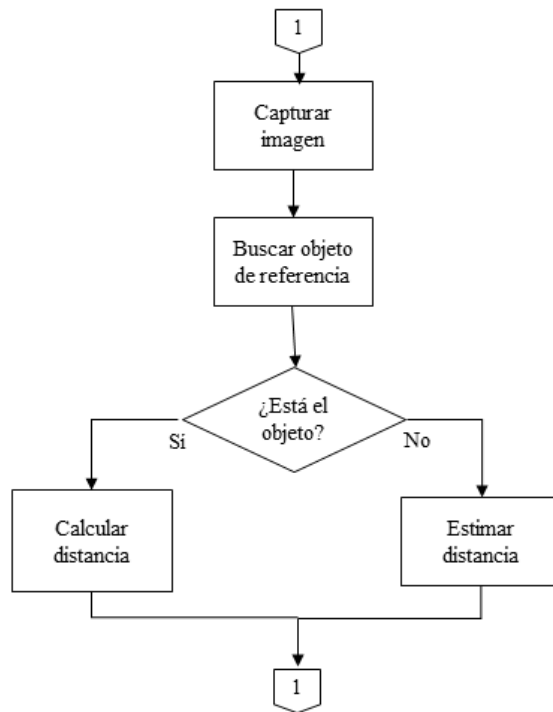 1
Capturar
imagen
Buscar objeto
de referencia
¿Está el
objeto?
Si
No
Calcular
distancia
Estimar
distancia
1